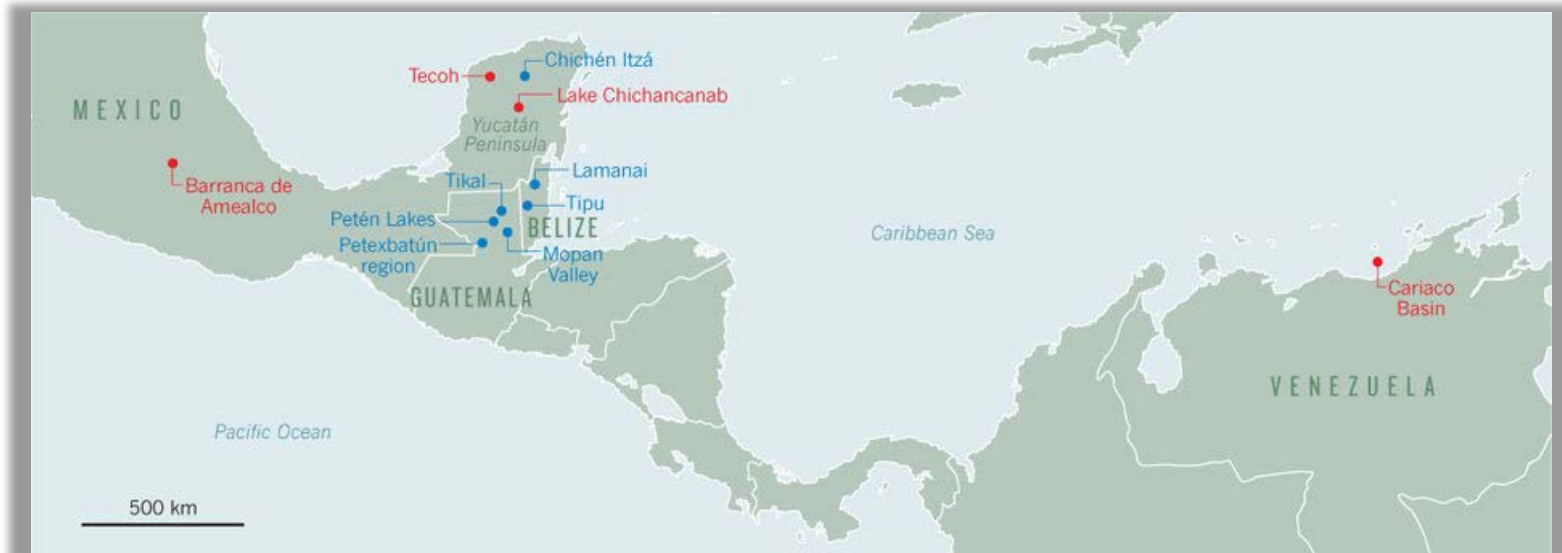 Chichén Itzá
Tecoh
Lake Chichancanab
MEXICO
Yucatán
Peninsula
Barranca de
Amealco
Lamanai
Tikal
Tipu
Petén Lakes
BELIZE
Petexbatún
region
Mopan
Valley
GUATEMALA
Caribbean Sea
Cariaco
Basin
VENEZUELA
Pacific Ocean
500 km